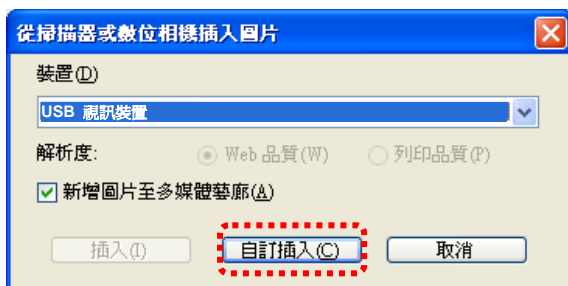 從掃描器或數位相機插入圖片
裝置(D)
USB 視訊裝置
解析度: Web 品質(W) 列印品質(P)
新增圖片至多媒體藝廊(A)
插入(I) 自訂插入(C) 取消